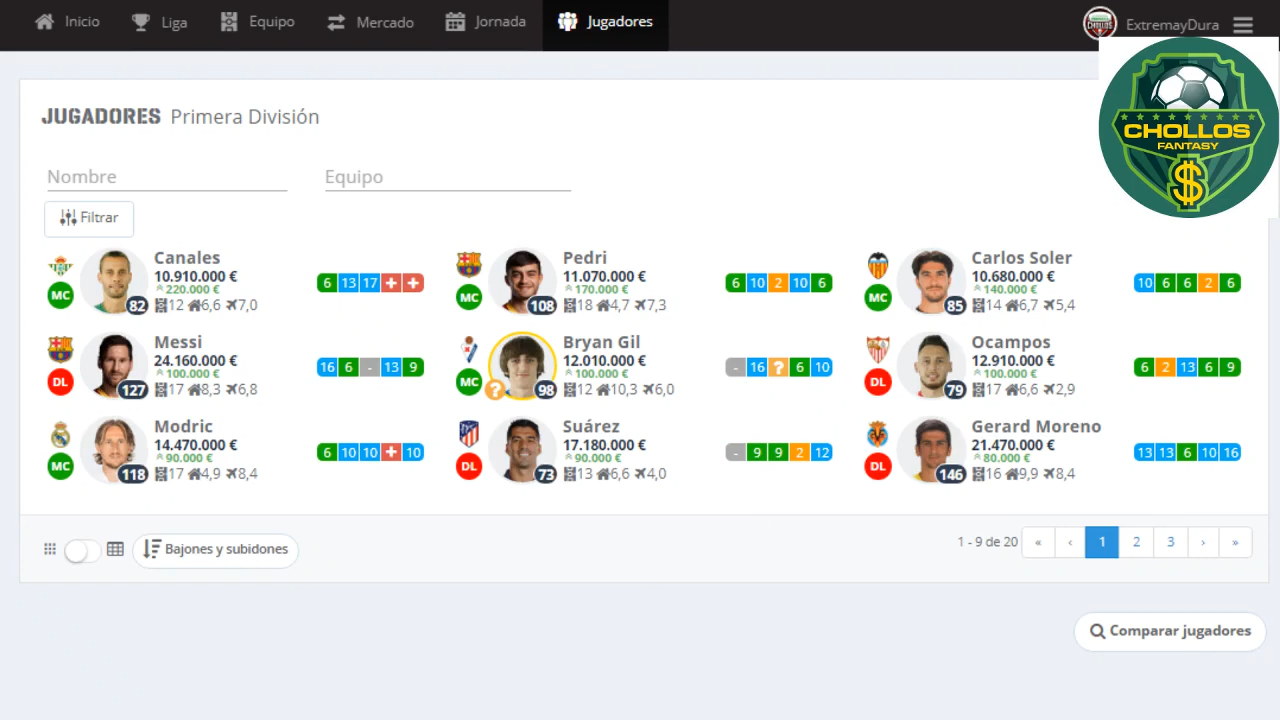 Inicio Liga Equipo Mercado Jornada Jugadores ExtremayDura
JUGADORES Primera División
CHOLLOS
FANTASY
$
Nombre Equipo
Filtrar
Canales
10.910.000 €
220.000 €
12 6,6 7,0
MC
82
6 13 17 + +
Pedri
11.070.000 €
170.000 €
18 4,7 7,3
MC
108
6 10 2 10 6
Carlos Soler
10.680.000 €
140.000 €
14 6,7 5,4
MC
85
10 6 6 2 6
Messi
24.160.000 €
100.000 €
17 8,3 6,8
DL
127
16 6 - 13 9
Bryan Gil
12.010.000 €
100.000 €
12 10,3 6,0
MC
?
98
- 16 ? 6 10
Ocampos
12.910.000 €
100.000 €
17 6,6 2,9
DL
79
6 2 13 6 9
Modric
14.470.000 €
90.000 €
17 4,9 8,4
MC
118
6 10 10 + 10
Suárez
17.180.000 €
90.000 €
13 6,6 4,0
DL
73
- 9 9 2 12
Gerard Moreno
21.470.000 €
80.000 €
16 9,9 8,4
DL
146
13 13 6 10 16
Bajones y subidones
1 - 9 de 20 « ‹ 1 2 3 › »
Comparar jugadores